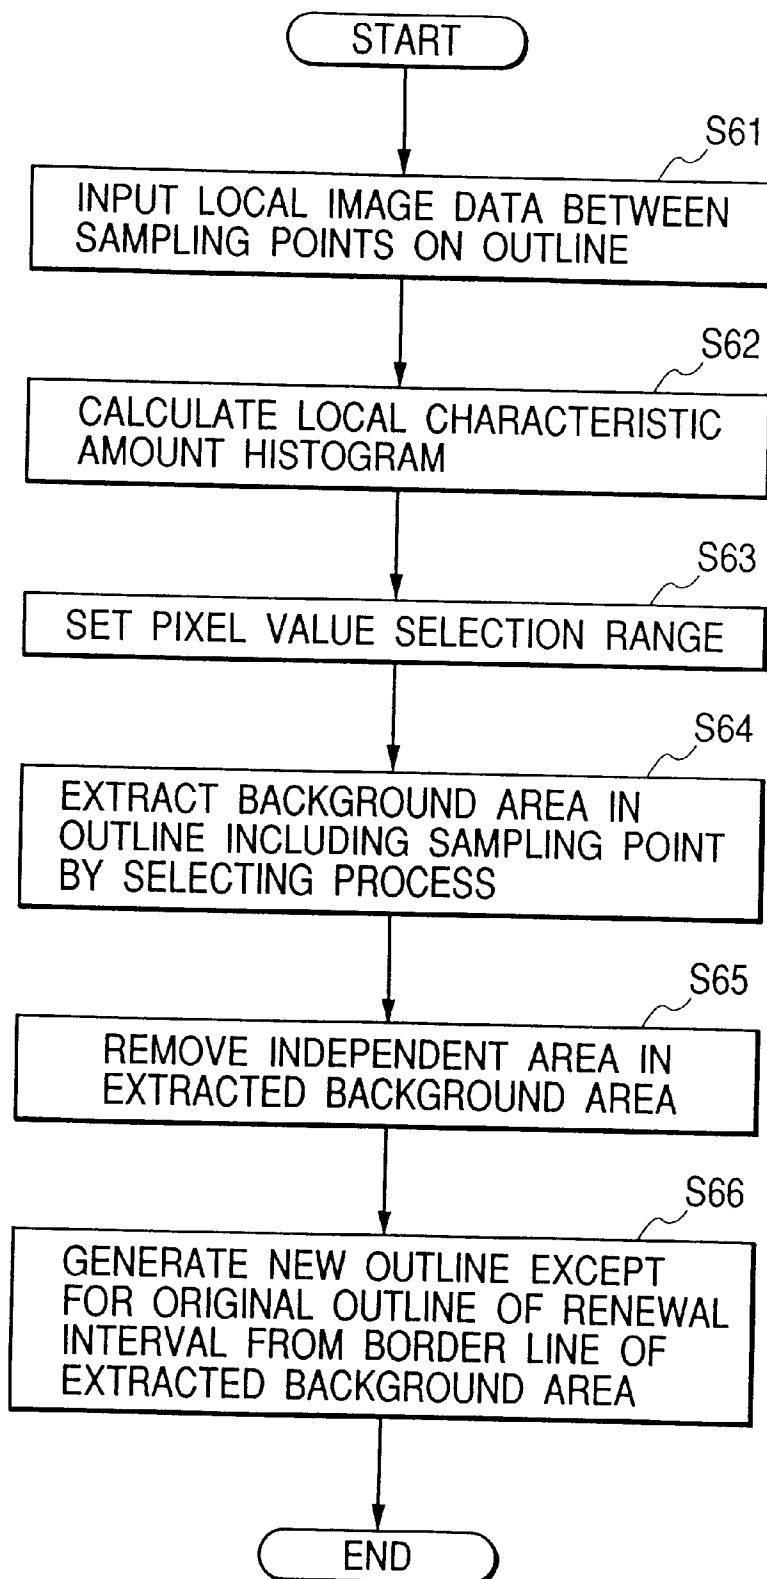 START
S61
INPUT LOCAL IMAGE DATA BETWEEN
SAMPLING POINTS ON OUTLINE
S62
CALCULATE LOCAL CHARACTERISTIC
AMOUNT HISTOGRAM
S63
SET PIXEL VALUE SELECTION RANGE
S64
EXTRACT BACKGROUND AREA IN
OUTLINE INCLUDING SAMPLING POINT
BY SELECTING PROCESS
S65
REMOVE INDEPENDENT AREA IN
EXTRACTED BACKGROUND AREA
S66
GENERATE NEW OUTLINE EXCEPT
FOR ORIGINAL OUTLINE OF RENEWAL
INTERVAL FROM BORDER LINE OF
EXTRACTED BACKGROUND AREA
END